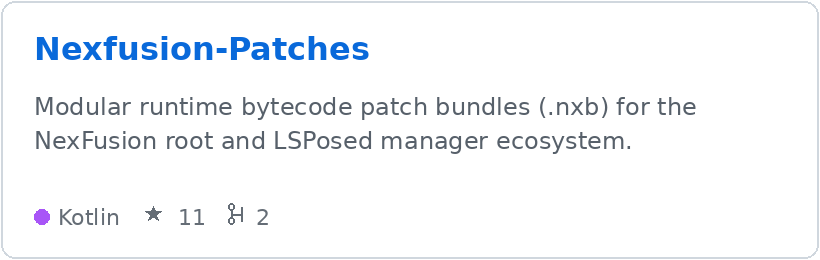 Nexfusion-Patches
Modular runtime bytecode patch bundles (.nxb) for the
NexFusion root and LSPosed manager ecosystem.
Kotlin 11 2